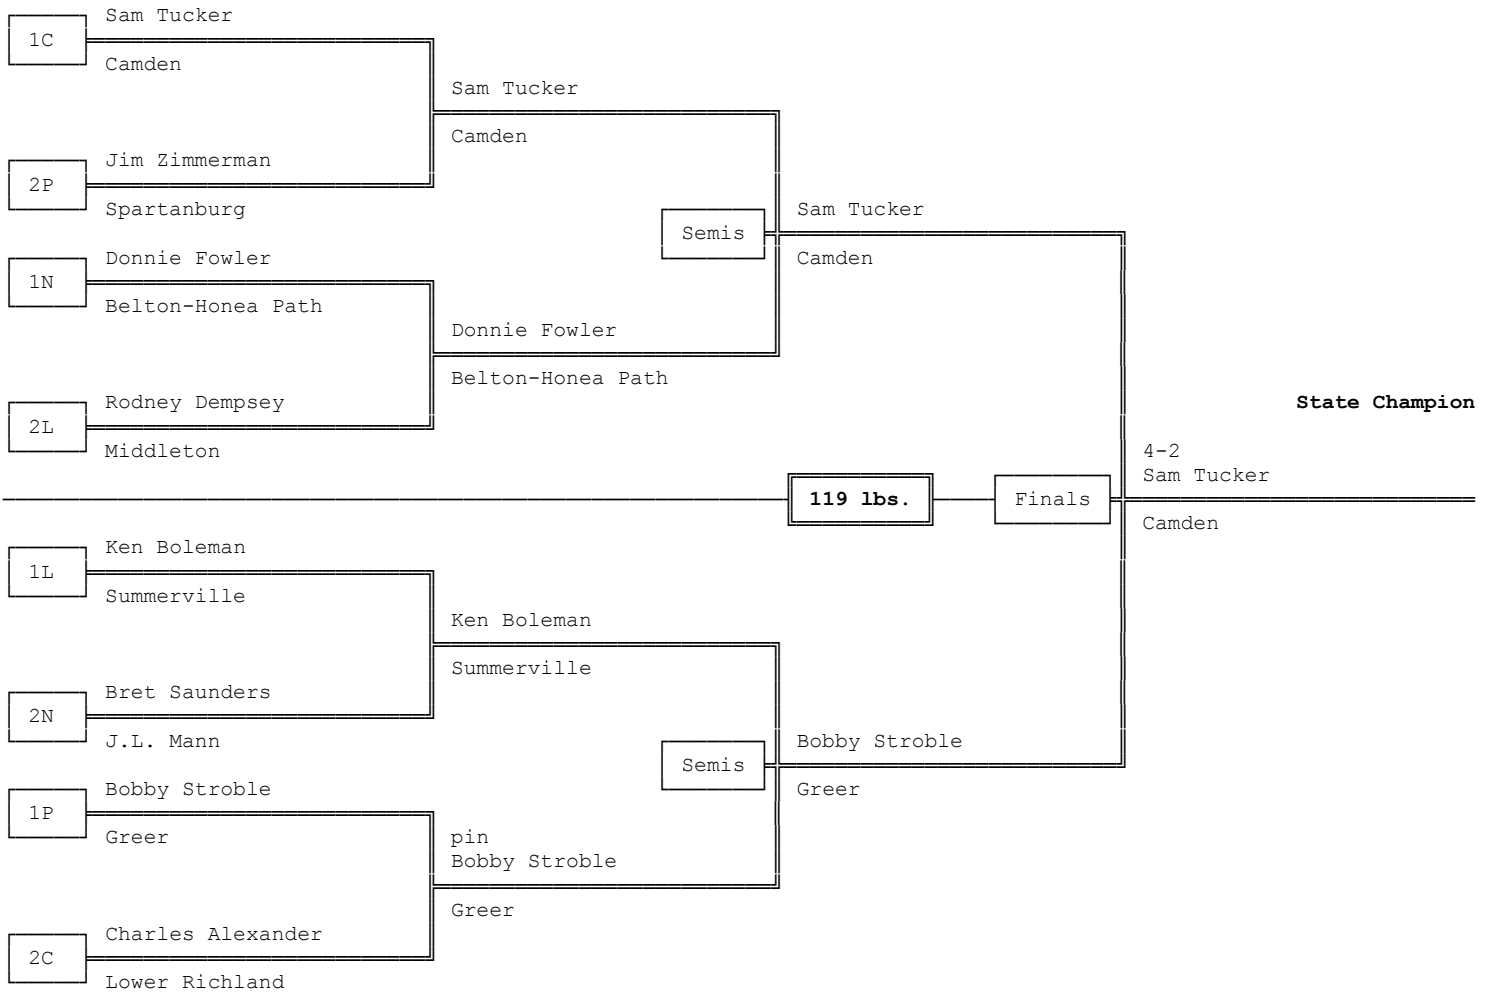 Sam Tucker
1C
Camden
Sam Tucker
Camden
Jim Zimmerman
2P
Spartanburg
Sam Tucker
Semis
Camden
Donnie Fowler
1N
Belton-Honea Path
Donnie Fowler
Belton-Honea Path
Rodney Dempsey
State Champion
2L
Middleton
4-2
Sam Tucker
119 lbs.
Finals
Camden
Ken Boleman
1L
Summerville
Ken Boleman
Summerville
Bret Saunders
2N
J.L. Mann
Bobby Stroble
Semis
Greer
Bobby Stroble
1P
Greer
pin
Bobby Stroble
Greer
Charles Alexander
2C
Lower Richland